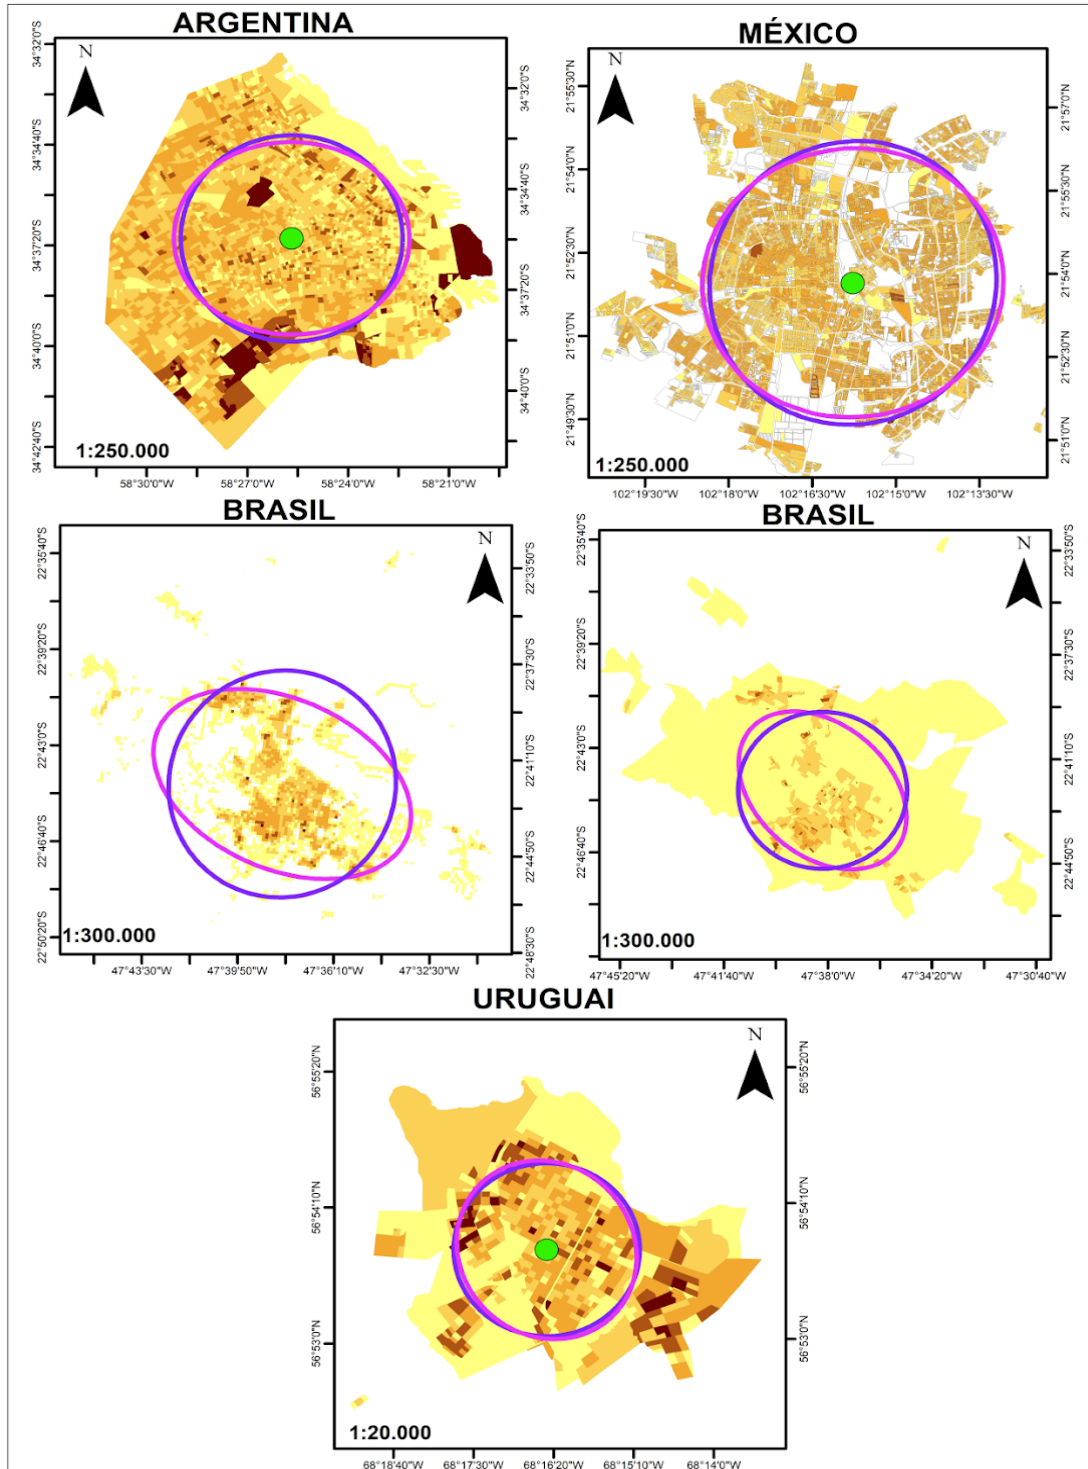 ARGENTINA
N
34°32'0"S
34°34'40"S
34°37'20"S
34°40'0"S
34°42'40"S
34°32'0"S
34°34'40"S
34°37'20"S
34°40'0"S
1:250.000
58°30'0"W
58°27'0"W
58°24'0"W
58°21'0"W
MÉXICO
N
21°55'30"N
21°54'0"N
21°52'30"N
21°51'0"N
21°49'30"N
21°57'0"N
21°55'30"N
21°54'0"N
21°52'30"N
21°51'0"N
1:250.000
102°19'30"W
102°18'0"W
102°16'30"W
102°15'0"W
102°13'30"W
BRASIL
N
22°35'40"S
22°39'20"S
22°43'0"S
22°46'40"S
22°50'20"S
22°33'50"S
22°37'30"S
22°41'10"S
22°44'50"S
22°48'30"S
1:300.000
47°43'30"W
47°39'50"W
47°36'10"W
47°32'30"W
BRASIL
N
22°35'40"S
22°39'20"S
22°43'0"S
22°46'40"S
22°33'50"S
22°37'30"S
22°41'10"S
22°44'50"S
1:300.000
47°45'20"W
47°41'40"W
47°38'0"W
47°34'20"W
47°30'40"W
URUGUAI
N
56°55'20"N
56°54'10"N
56°53'0"N
56°55'20"N
56°54'10"N
56°53'0"N
1:20.000
68°18'40"W
68°17'30"W
68°16'20"W
68°15'10"W
68°14'0"W